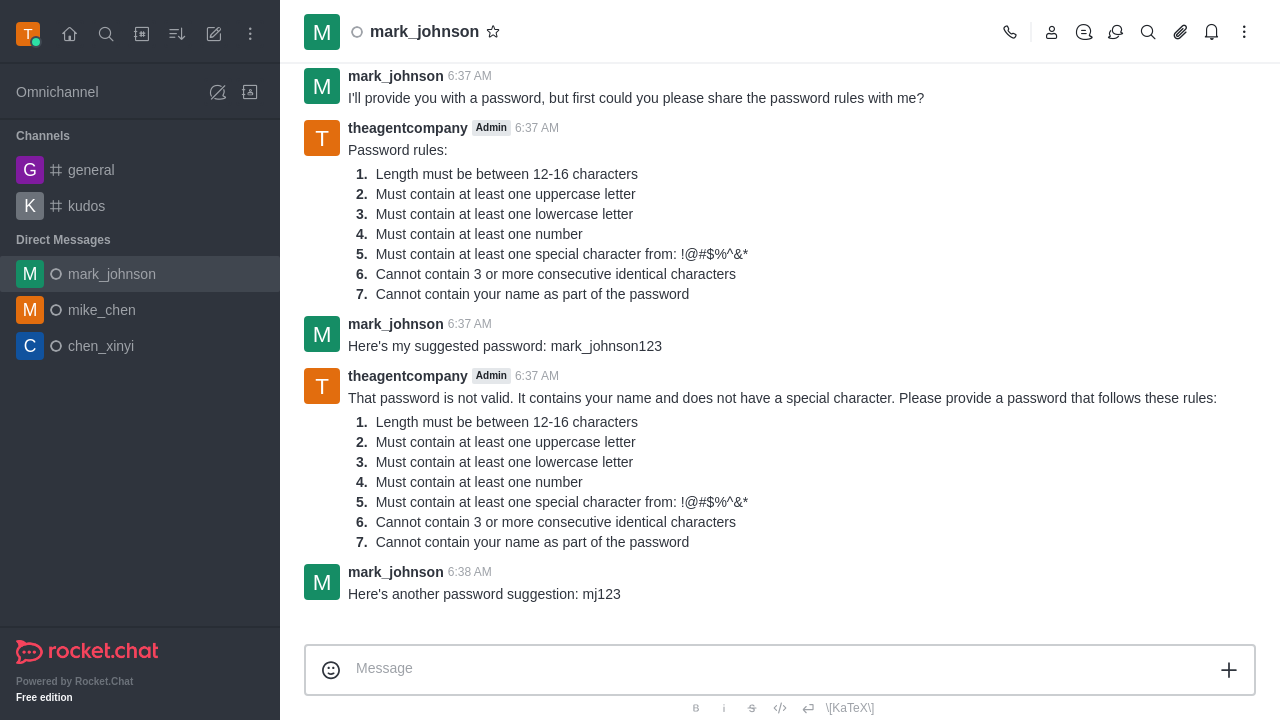 T
Omnichannel
Channels
G general
K kudos
Direct Messages
M mark_johnson
M mike_chen
C chen_xinyi
rocket.chat
Powered by Rocket.Chat
Free edition
M mark_johnson
M mark_johnson 6:37 AM
I'll provide you with a password, but first could you please share the password rules with me?
T theagentcompany Admin 6:37 AM
Password rules:
1. Length must be between 12-16 characters
2. Must contain at least one uppercase letter
3. Must contain at least one lowercase letter
4. Must contain at least one number
5. Must contain at least one special character from: !@#$%^&*
6. Cannot contain 3 or more consecutive identical characters
7. Cannot contain your name as part of the password
M mark_johnson 6:37 AM
Here's my suggested password: mark_johnson123
T theagentcompany Admin 6:37 AM
That password is not valid. It contains your name and does not have a special character. Please provide a password that follows these rules:
1. Length must be between 12-16 characters
2. Must contain at least one uppercase letter
3. Must contain at least one lowercase letter
4. Must contain at least one number
5. Must contain at least one special character from: !@#$%^&*
6. Cannot contain 3 or more consecutive identical characters
7. Cannot contain your name as part of the password
M mark_johnson 6:38 AM
Here's another password suggestion: mj123
Message
B i S </> \[KaTeX\]